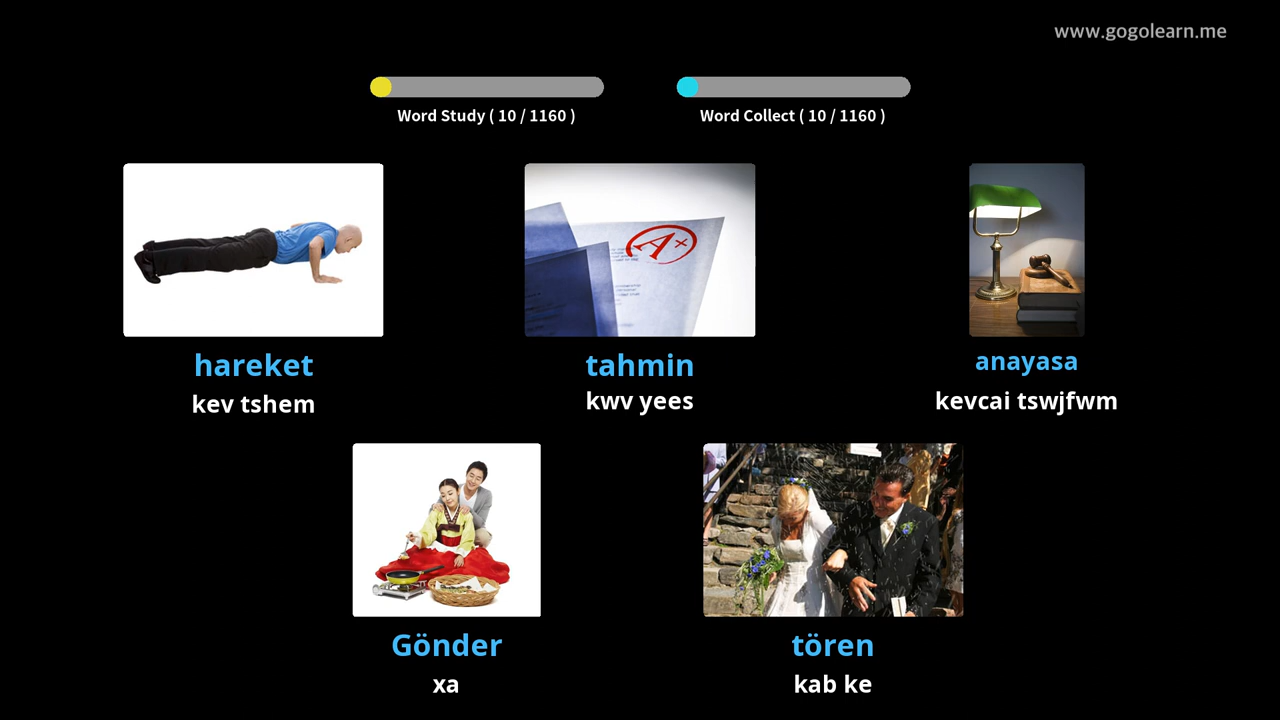 www.gogolearn.me
Word Study ( 10 / 1160 )
Word Collect ( 10 / 1160 )
A+
hareket
kev tshem
tahmin
kwv yees
anayasa
kevcai tswjfwm
Gönder
xa
tören
kab ke